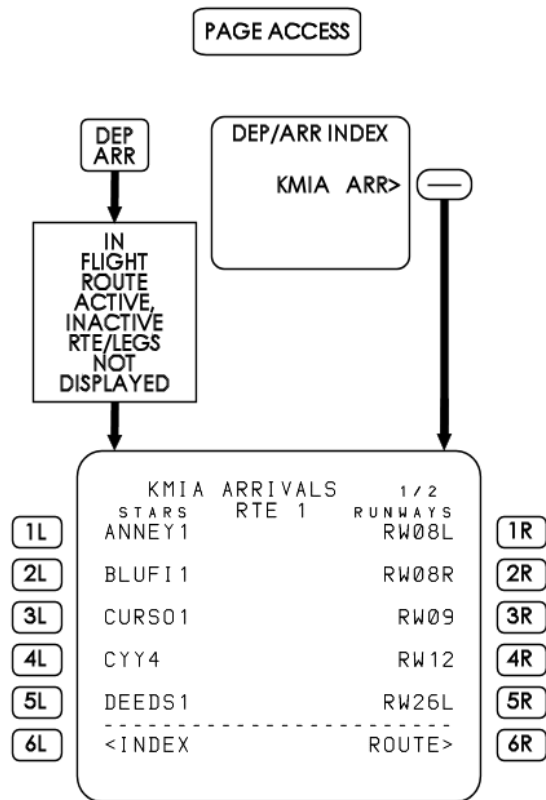 PAGE ACCESS
DEP
ARR
DEP/ARR INDEX
KMIA ARR>
IN
FLIGHT
ROUTE
ACTIVE,
INACTIVE
RTE/LEGS
NOT
DISPLAYED
KMIA ARRIVALS 1/2
STARS RTE 1 RUNWAYS
1L ANNEY1 RW08L 1R
2L BLUFI1 RW08R 2R
3L CURSO1 RW09 3R
4L CYY4 RW12 4R
5L DEEDS1 RW26L 5R
6L <INDEX ROUTE> 6R